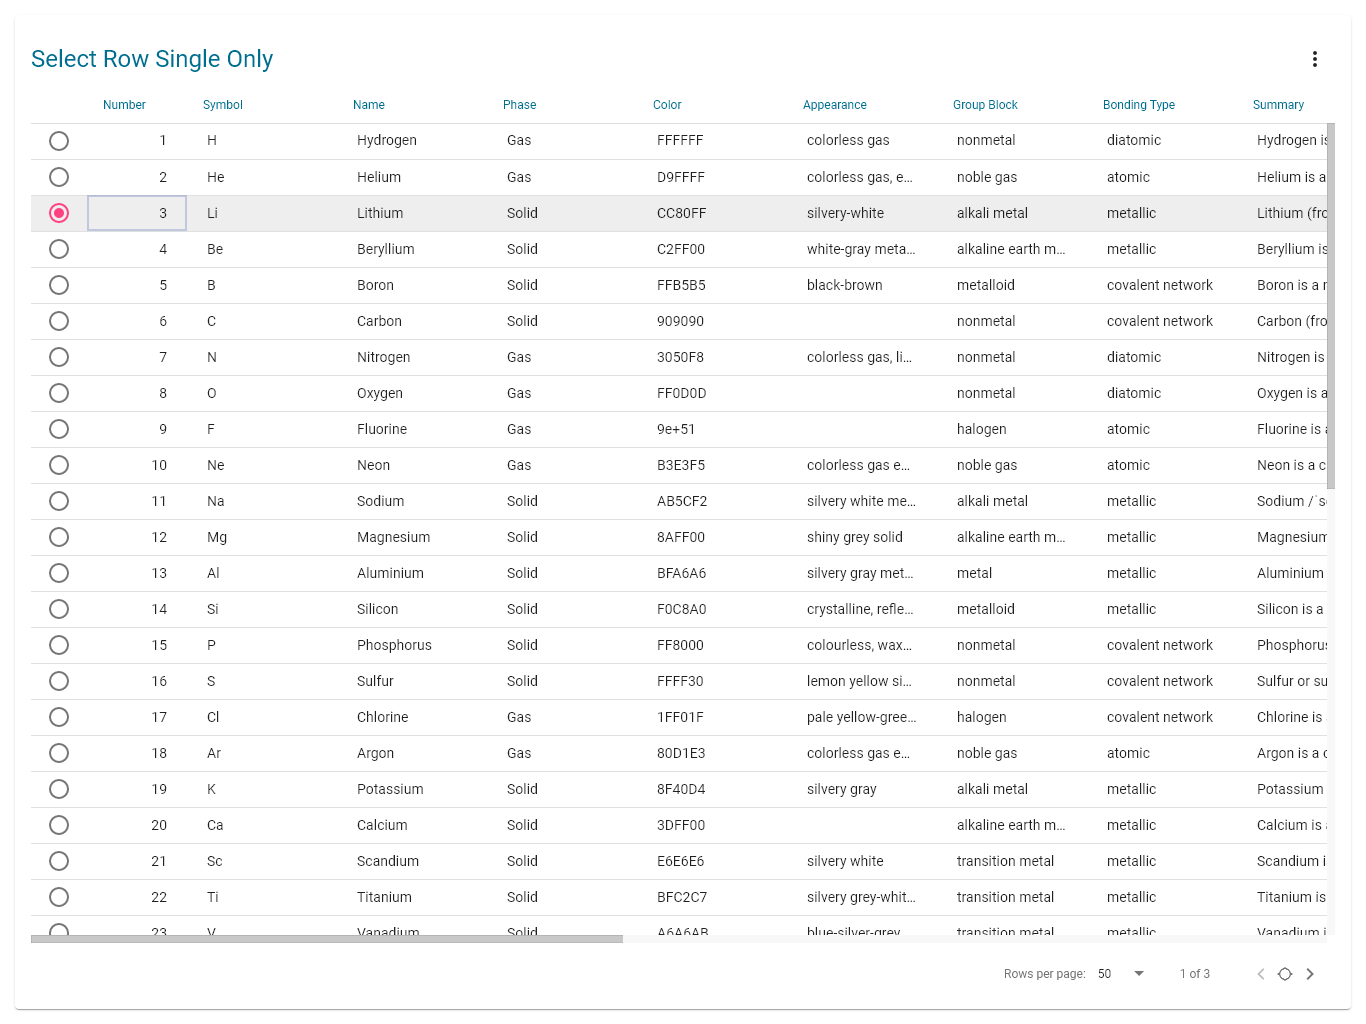 Select Row Single Only
Number Symbol Name Phase Color Appearance Group Block Bonding Type Summary
1 H Hydrogen Gas FFFFFF colorless gas nonmetal diatomic Hydrogen is
2 He Helium Gas D9FFFF colorless gas, e... noble gas atomic Helium is a
3 Li Lithium Solid CC80FF silvery-white alkali metal metallic Lithium (fro
4 Be Beryllium Solid C2FF00 white-gray meta... alkaline earth m... metallic Beryllium is
5 B Boron Solid FFB5B5 black-brown metalloid covalent network Boron is a
6 C Carbon Solid 909090 nonmetal covalent network Carbon (fro
7 N Nitrogen Gas 3050F8 colorless gas, li... nonmetal diatomic Nitrogen is
8 O Oxygen Gas FF0D0D nonmetal diatomic Oxygen is a
9 F Fluorine Gas 9e+51 halogen atomic Fluorine is
10 Ne Neon Gas B3E3F5 colorless gas e... noble gas atomic Neon is a c
11 Na Sodium Solid AB5CF2 silvery white me... alkali metal metallic Sodium /ˈs
12 Mg Magnesium Solid 8AFF00 shiny grey solid alkaline earth m... metallic Magnesium
13 Al Aluminium Solid BFA6A6 silvery gray met... metal metallic Aluminium
14 Si Silicon Solid F0C8A0 crystalline, refle... metalloid metallic Silicon is a
15 P Phosphorus Solid FF8000 colourless, wax... nonmetal covalent network Phosphorus
16 S Sulfur Solid FFFF30 lemon yellow si... nonmetal covalent network Sulfur or su
17 Cl Chlorine Gas 1FF01F pale yellow-gree... halogen covalent network Chlorine is
18 Ar Argon Gas 80D1E3 colorless gas e... noble gas atomic Argon is a c
19 K Potassium Solid 8F40D4 silvery gray alkali metal metallic Potassium
20 Ca Calcium Solid 3DFF00 alkaline earth m... metallic Calcium is
21 Sc Scandium Solid E6E6E6 silvery white transition metal metallic Scandium i
22 Ti Titanium Solid BFC2C7 silvery grey-whit... transition metal metallic Titanium is
23 V Vanadium Solid A6A6AB blue-silver-grey transition metal metallic Vanadium i
Rows per page: 50 1 of 3